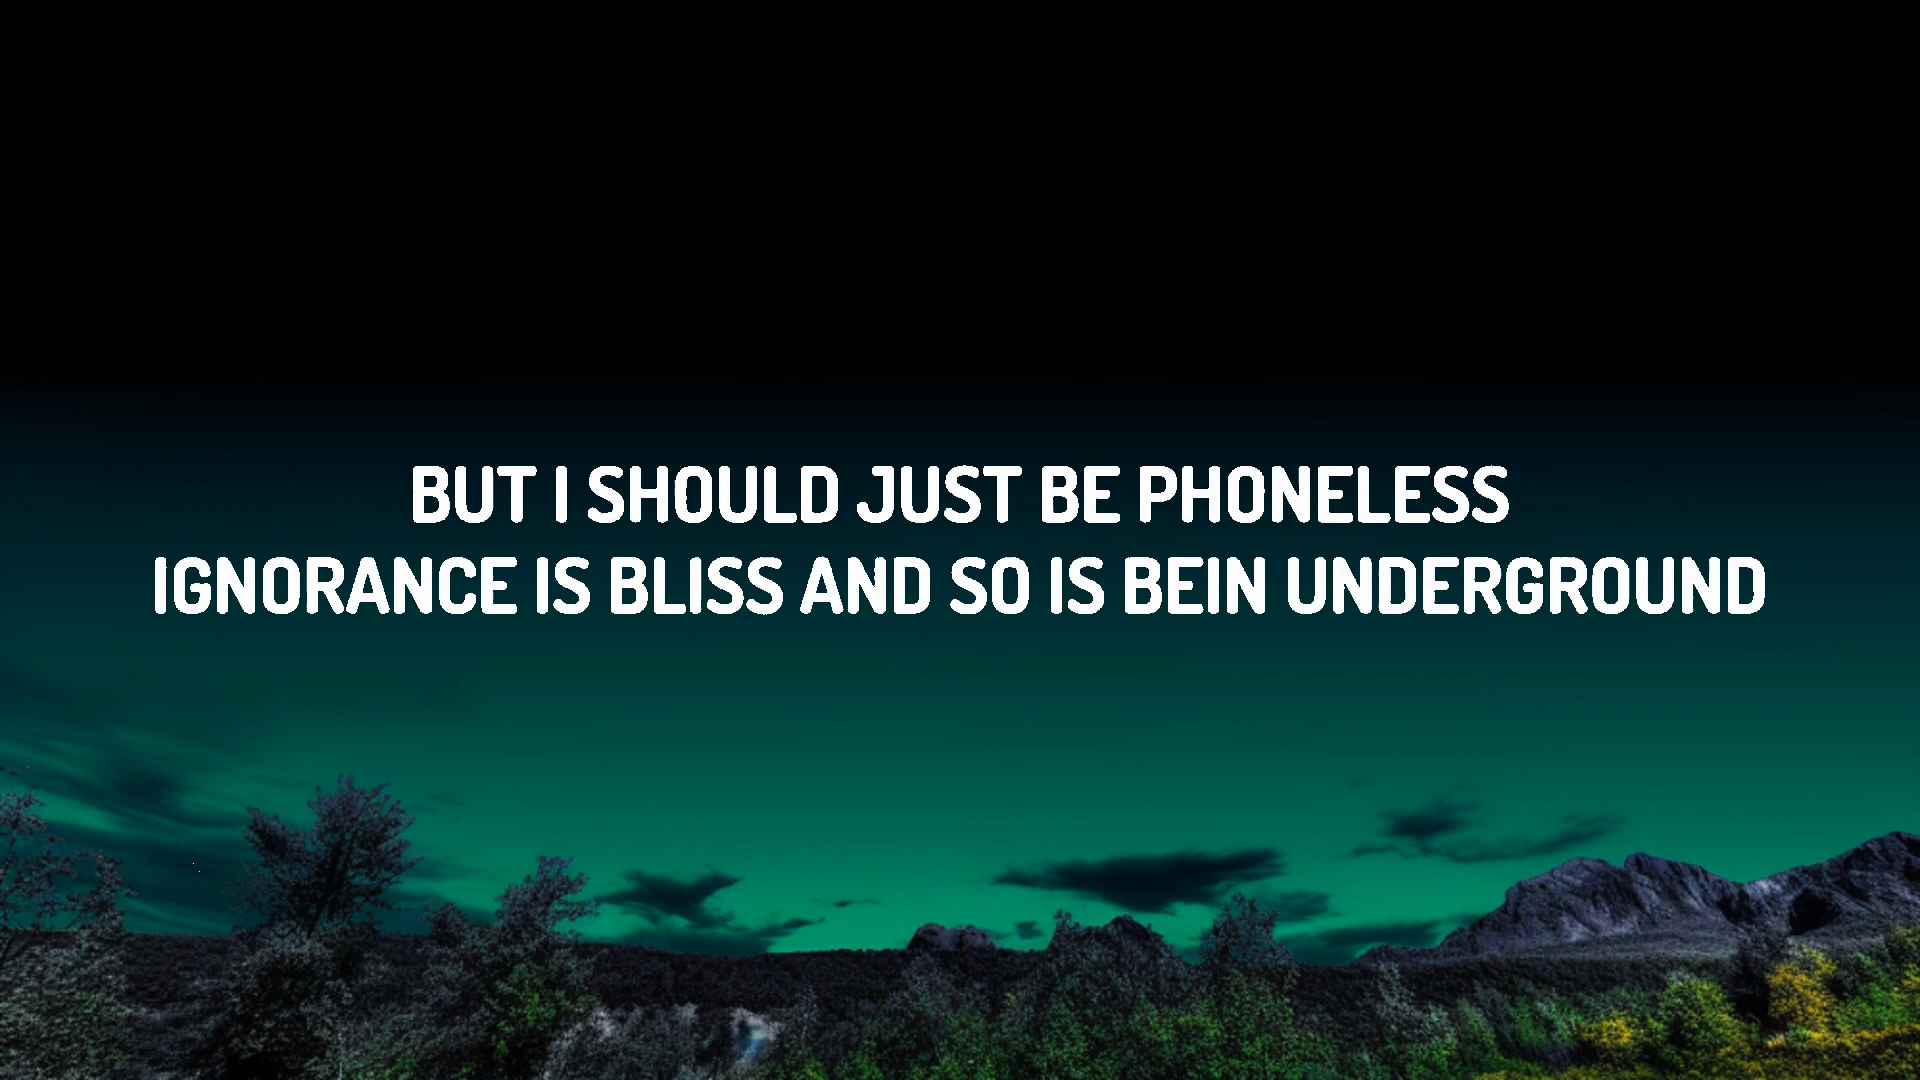 BUT I SHOULD JUST BE PHONELESS
IGNORANCE IS BLISS AND SO IS BEIN UNDERGROUND